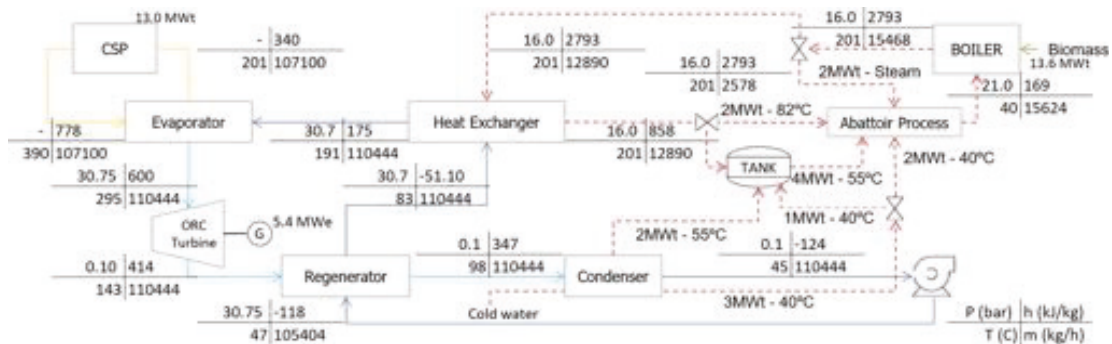 13.0 MWt
CSP
- 340
201 107100
16.0 2793
201 12890
16.0 2793
201 2578
16.0 2793
201 15468
BOILER
Biomass
13.6 MWt
21.0 169
40 15624
2MWt - Steam
Evaporator
- 778
390 107100
30.7 175
191 110444
Heat Exchanger
16.0 858
201 12890
2MWt - 82ºC
Abattoir Process
2MWt - 40ºC
TANK
4MWt - 55ºC
1MWt - 40ºC
30.75 600
295 110444
30.7 -51.10
83 110444
ORC
Turbine
G
5.4 MWe
2MWt - 55ºC
0.10 414
143 110444
Regenerator
0.1 347
98 110444
Condenser
0.1 -124
45 110444
3MWt - 40ºC
30.75 -118
47 105404
Cold water
P (bar) h (kJ/kg)
T (C) m (kg/h)